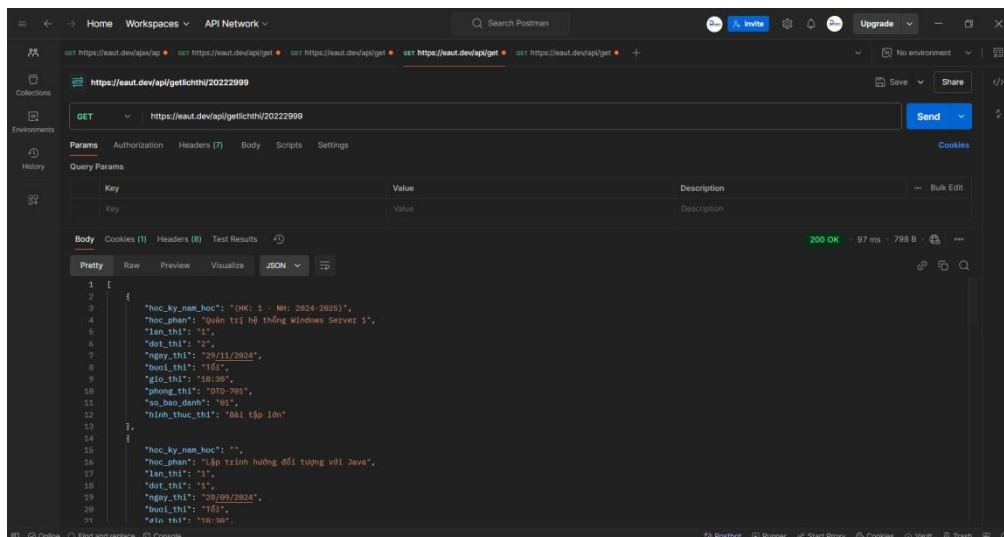 Home Workspaces API Network Search Postman Invite Upgrade
GET https://eaut.dev/ajax/ap GET https://eaut.dev/api/get GET https://eaut.dev/api/get GET https://eaut.dev/api/get GET https://eaut.dev/api/get + No environment
Collections
Environments
History
HTTP https://eaut.dev/api/getlichthi/20222999 Save Share
GET https://eaut.dev/api/getlichthi/20222999 Send
Params Authorization Headers (7) Body Scripts Settings Cookies
Query Params
Key Value Description Bulk Edit
Key Value Description
Body Cookies (1) Headers (8) Test Results 200 OK 97 ms 798 B
Pretty Raw Preview Visualize JSON
1 [
2 {
3 "hoc_ky_nam_hoc": "(HK: 1 - NH: 2024-2025)",
4 "hoc_phan": "Quản trị hệ thống Windows Server 1",
5 "lan_thi": "1",
6 "dot_thi": "2",
7 "ngay_thi": "29/11/2024",
8 "buoi_thi": "Tối",
9 "gio_thi": "18:30",
10 "phong_thi": "DTD-701",
11 "so_bao_danh": "01",
12 "hinh_thuc_thi": "Bài tập lớn"
13 },
14 {
15 "hoc_ky_nam_hoc": "",
16 "hoc_phan": "Lập trình hướng đối tượng với Java",
17 "lan_thi": "1",
18 "dot_thi": "1",
19 "ngay_thi": "28/09/2024",
20 "buoi_thi": "Tối",
21 "gio_thi": "18:30",
Online Find and replace Console Postbot Runner Start Proxy Cookies Vault Trash